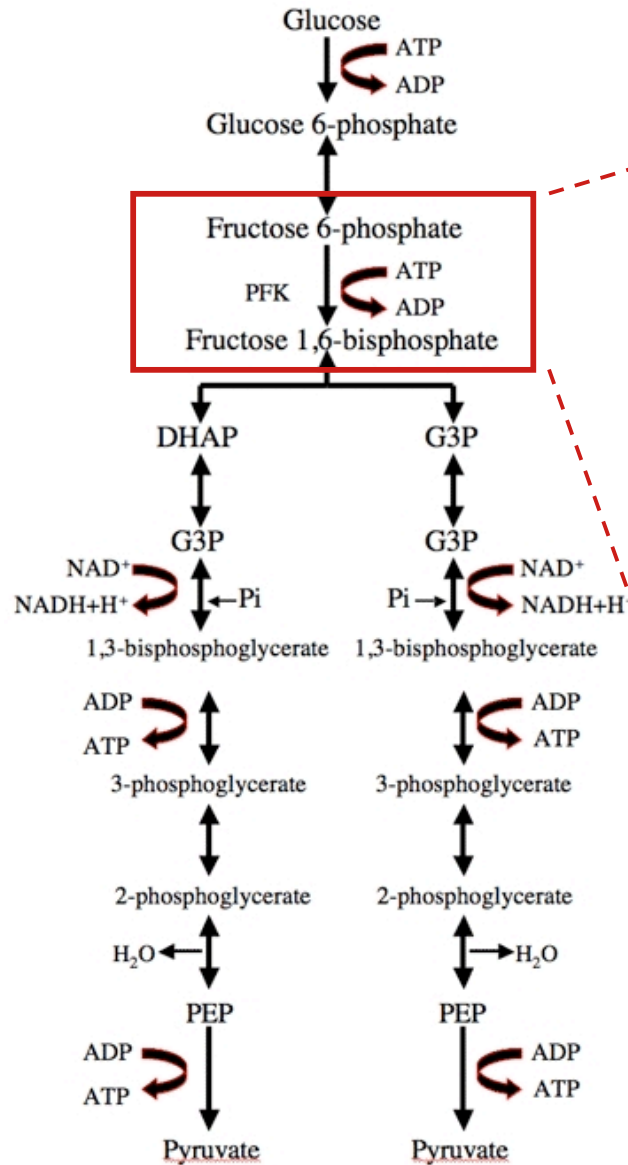 Glucose
ATP
ADP
Glucose 6-phosphate
Fructose 6-phosphate
PFK
ATP
ADP
Fructose 1,6-bisphosphate
DHAP
G3P
G3P
G3P
NAD⁺
NADH+H⁺
Pi
Pi
NAD⁺
NADH+H⁺
1,3-bisphosphoglycerate
1,3-bisphosphoglycerate
ADP
ATP
ADP
ATP
3-phosphoglycerate
3-phosphoglycerate
2-phosphoglycerate
2-phosphoglycerate
H₂O
H₂O
PEP
PEP
ADP
ATP
ADP
ATP
Pyruvate
Pyruvate